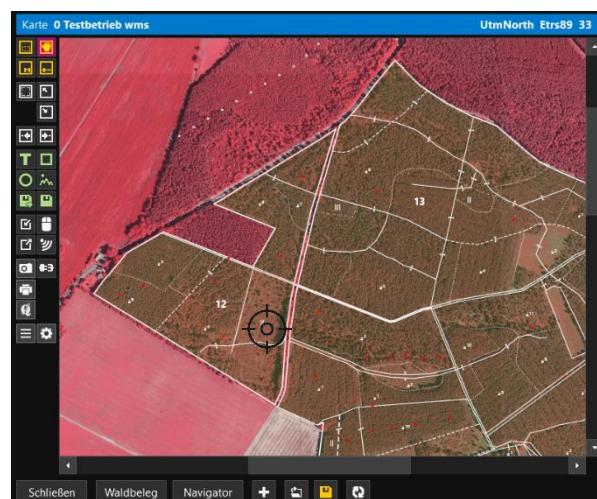 Karte 0 Testbetrieb wms UtmNorth Etrs89 33
T
13
III
II
12
II
Schließen Waldbeleg Navigator